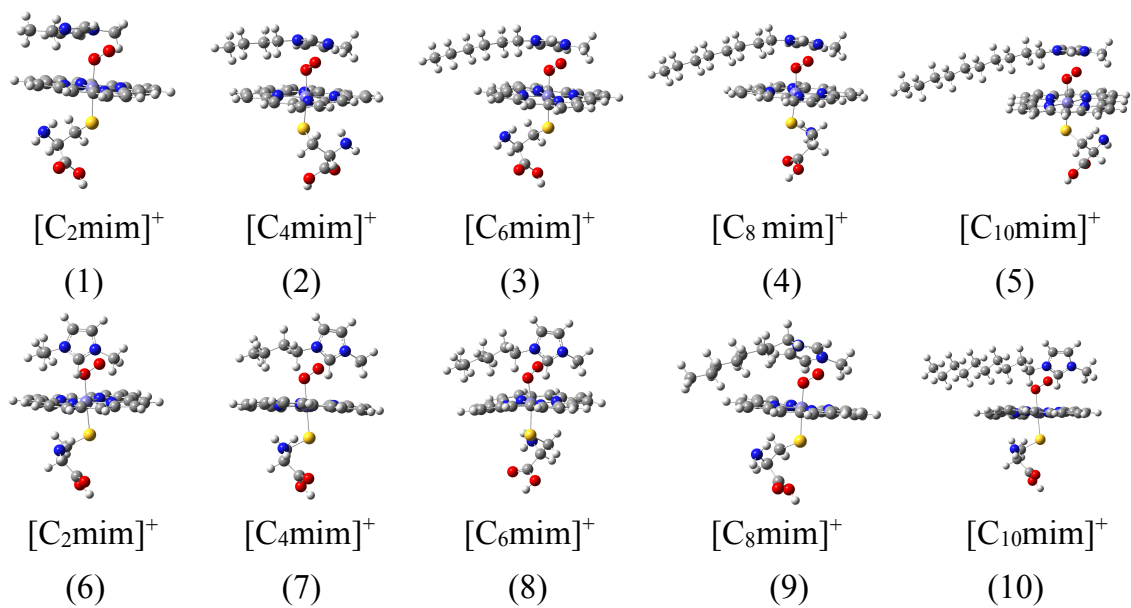 [C₂mim]⁺ [C₄mim]⁺ [C₆mim]⁺ [C₈ mim]⁺ [C₁₀mim]⁺
(1) (2) (3) (4) (5)
[C₂mim]⁺ [C₄mim]⁺ [C₆mim]⁺ [C₈mim]⁺ [C₁₀mim]⁺
(6) (7) (8) (9) (10)